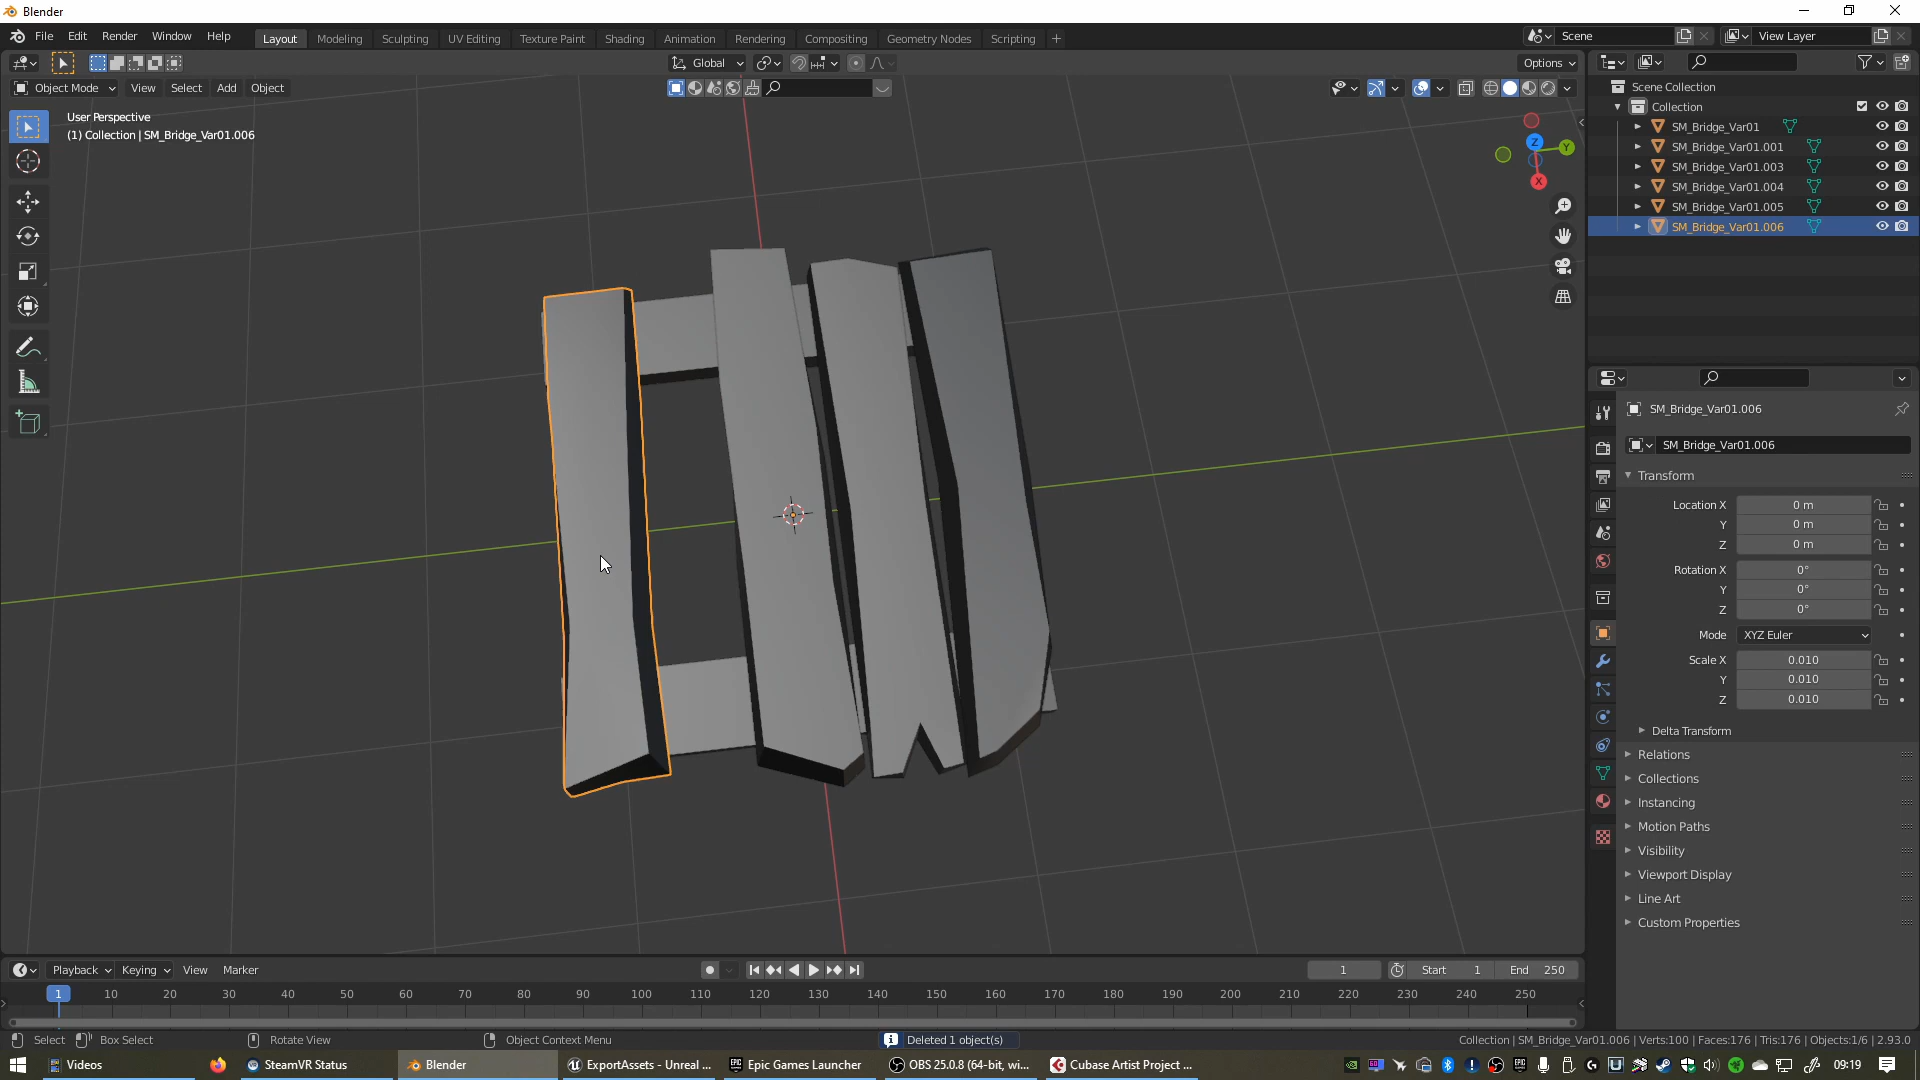 Blender
File Edit Render Window Help
Layout Modeling Sculpting UV Editing Texture Paint Shading Animation Rendering Compositing Geometry Nodes Scripting +
Scene
View Layer
Global
Options
Object Mode View Select Add Object
User Perspective
(1) Collection | SM_Bridge_Var01.006
Z
Y
X
Scene Collection
Collection
SM_Bridge_Var01
SM_Bridge_Var01.001
SM_Bridge_Var01.003
SM_Bridge_Var01.004
SM_Bridge_Var01.005
SM_Bridge_Var01.006
SM_Bridge_Var01.006
SM_Bridge_Var01.006
Transform
Location X 0 m
Y 0 m
Z 0 m
Rotation X 0°
Y 0°
Z 0°
Mode XYZ Euler
Scale X 0.010
Y 0.010
Z 0.010
Delta Transform
Relations
Collections
Instancing
Motion Paths
Visibility
Viewport Display
Line Art
Custom Properties
Playback Keying View Marker
1
Start 1
End 250
1 10 20 30 40 50 60 70 80 90 100 110 120 130 140 150 160 170 180 190 200 210 220 230 240 250
Select Box Select Rotate View Object Context Menu
Deleted 1 object(s)
Collection | SM_Bridge_Var01.006 | Verts:100 | Faces:176 | Tris:176 | Objects:1/6 | 2.93.0
Videos
SteamVR Status
Blender
ExportAssets - Unreal ...
Epic Games Launcher
OBS 25.0.8 (64-bit, wi...
Cubase Artist Project ...
09:19